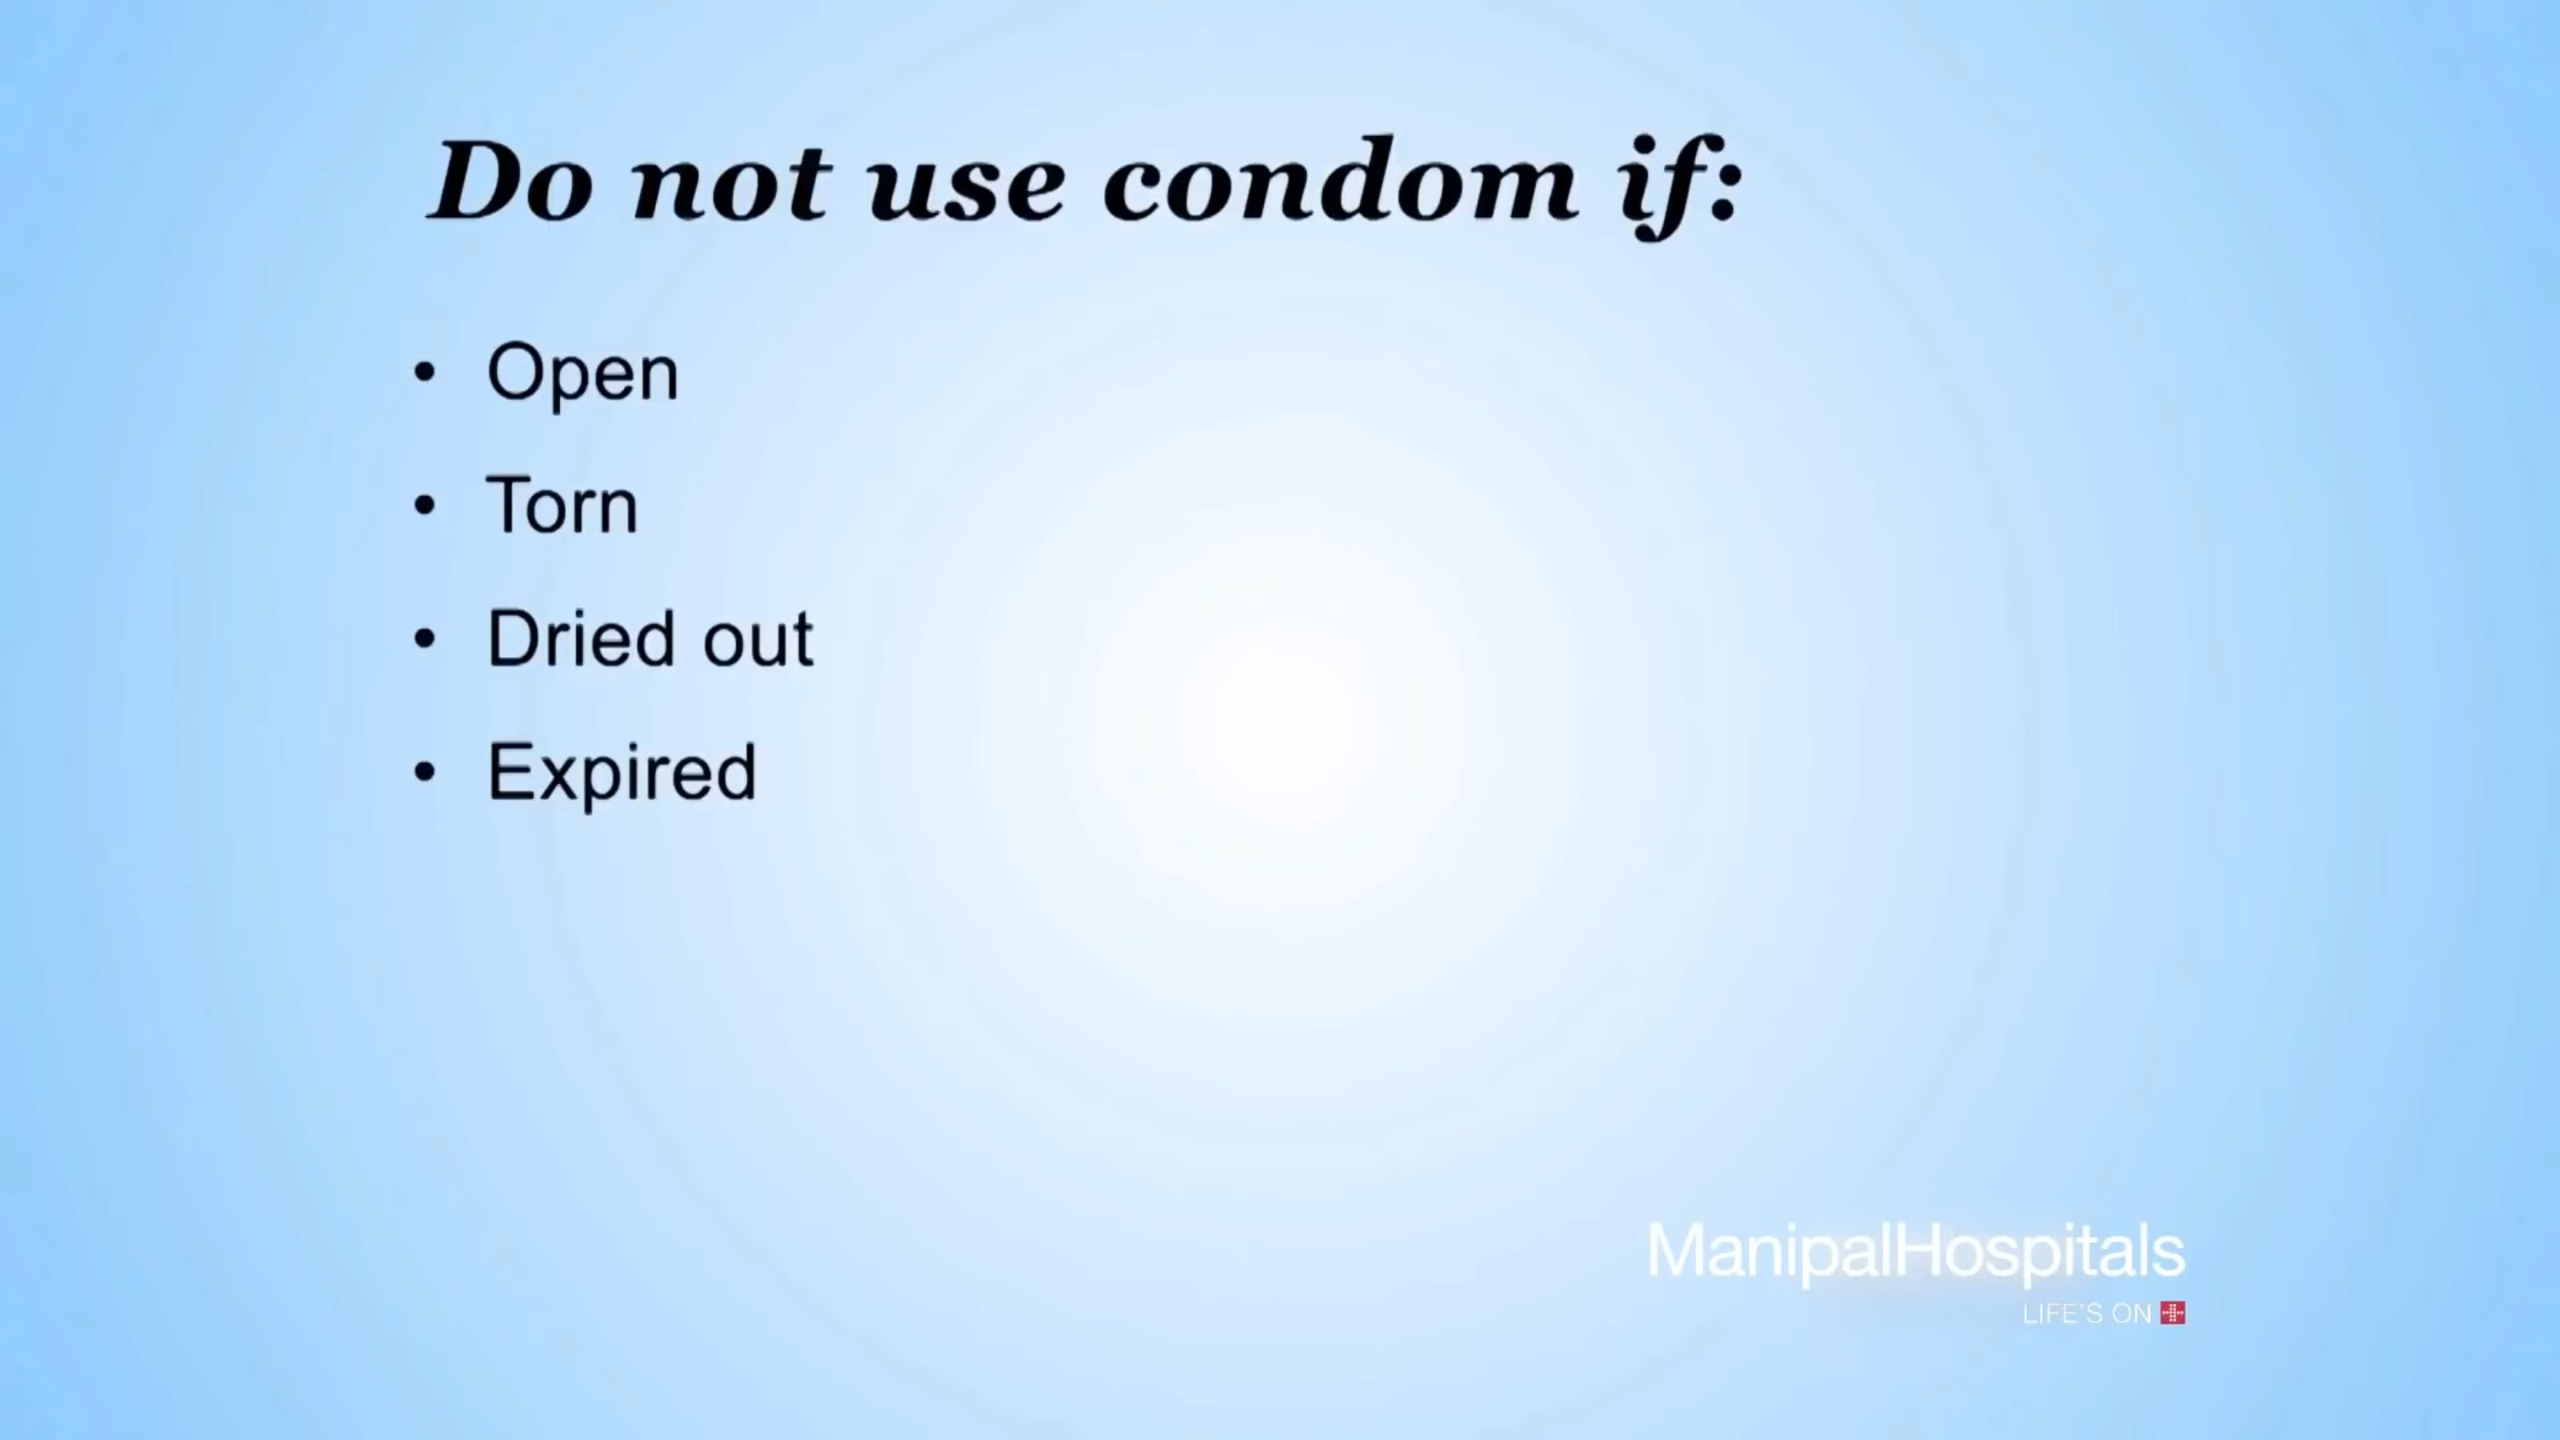 Do not use condom if:
• Open
• Torn
• Dried out
• Expired
ManipalHospitals
LIFE'S ON